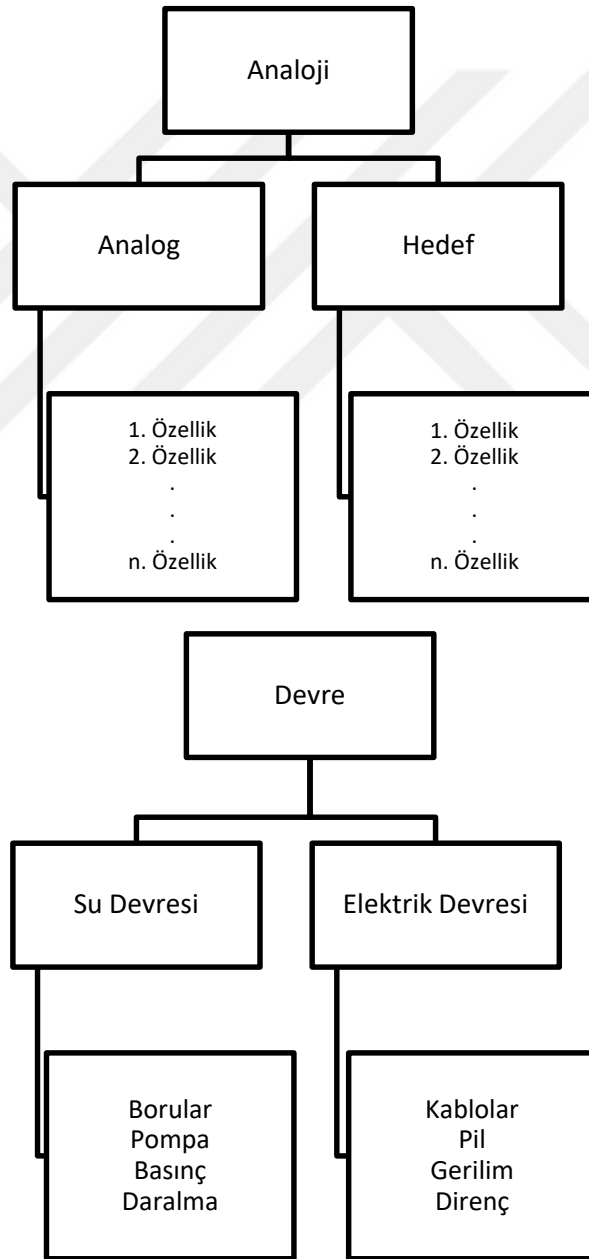 Analoji
Analog
Hedef
1. Özellik
2. Özellik
.
.
.
n. Özellik
1. Özellik
2. Özellik
.
.
.
n. Özellik
Devre
Su Devresi
Elektrik Devresi
Borular
Pompa
Basınç
Daralma
Kablolar
Pil
Gerilim
Direnç